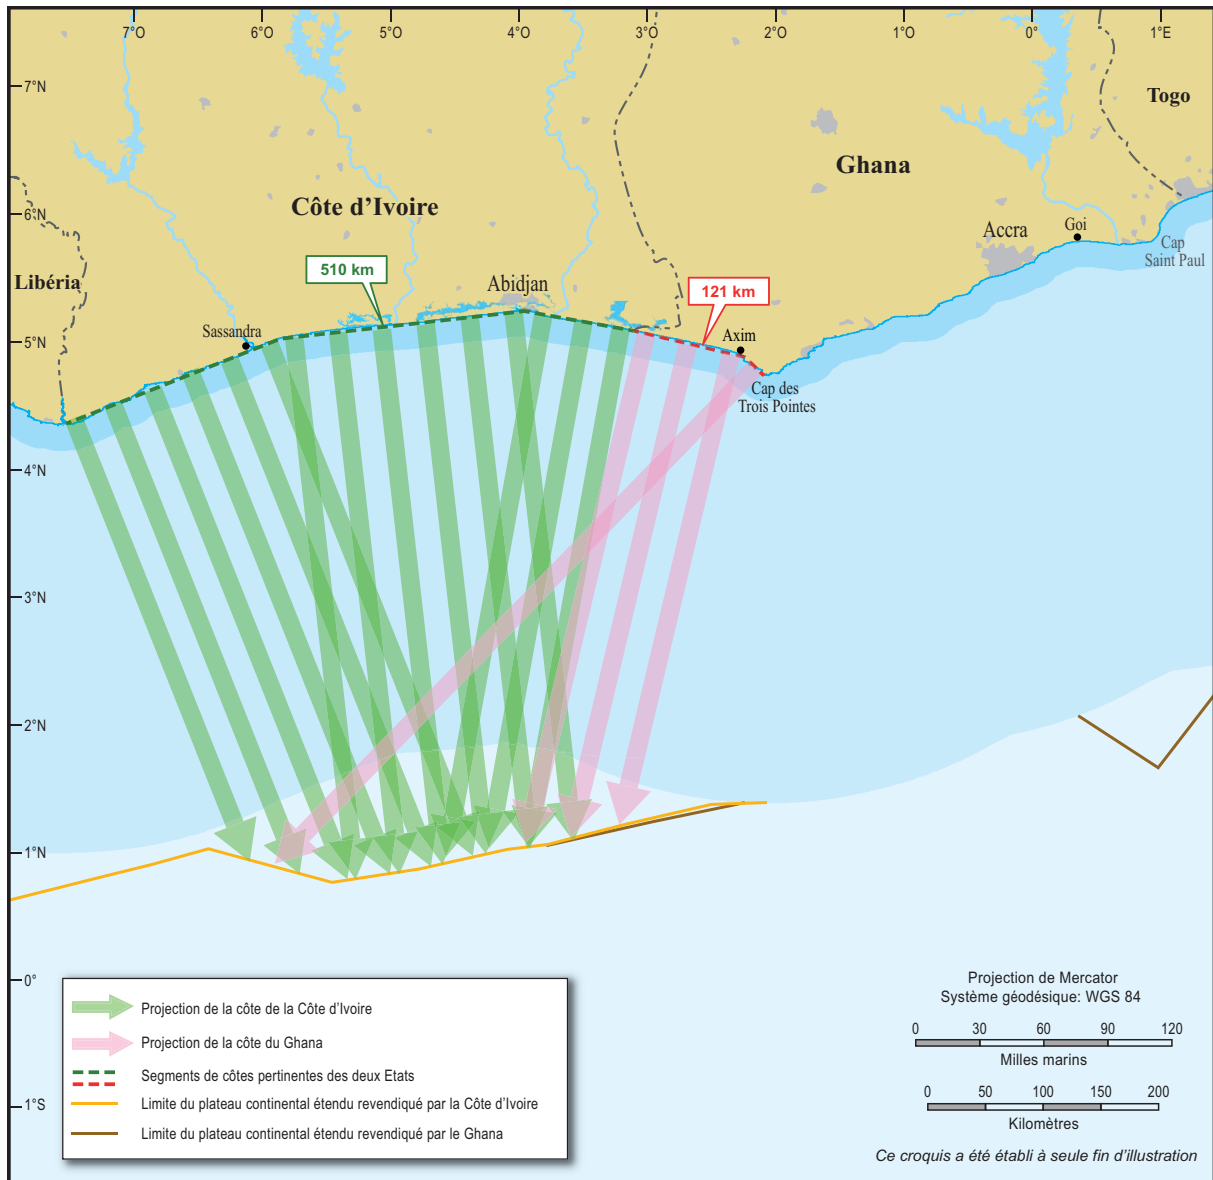 7°O
6°O
5°O
4°O
3°O
2°O
1°O
0°
1°E
7°N
6°N
5°N
4°N
3°N
2°N
1°N
0°
1°S
Togo
Ghana
Côte d'Ivoire
Accra
Goi
Cap
Saint Paul
510 km
Abidjan
121 km
Libéria
Sassandra
Axim
Cap des
Trois Pointes
Projection de la côte de la Côte d'Ivoire
Projection de la côte du Ghana
Segments de côtes pertinentes des deux Etats
Limite du plateau continental étendu revendiqué par la Côte d'Ivoire
Limite du plateau continental étendu revendiqué par le Ghana
Projection de Mercator
Système géodésique: WGS 84
0 30 60 90 120
Milles marins
0 50 100 150 200
Kilomètres
Ce croquis a été établi à seule fin d'illustration